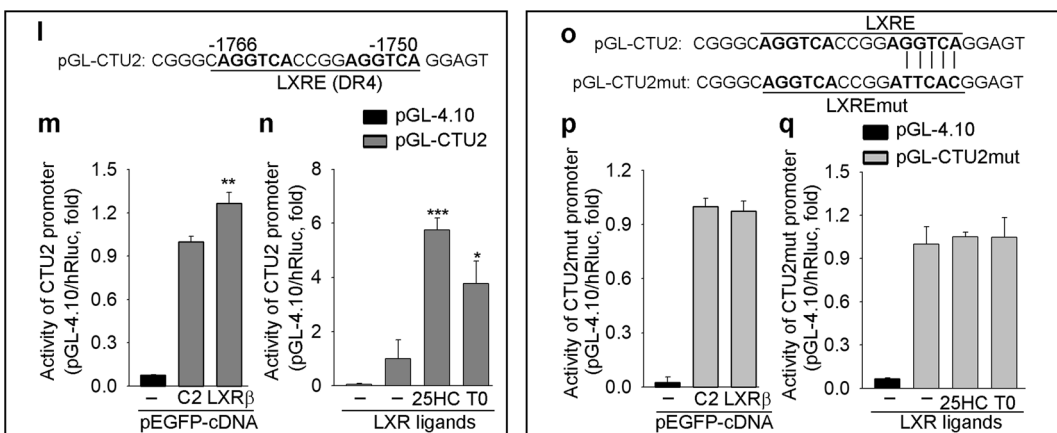 l
-1766 -1750
pGL-CTU2: CGGGCAGGTCACCGGAGGTCA GGAGT
LXRE (DR4)
m
n
pGL-4.10
pGL-CTU2
Activity of CTU2 promoter
(pGL-4.10/hRluc, fold)
1.5
1.2
0.9
0.6
0.3
0.0
**
– C2 LXRβ
pEGFP-cDNA
Activity of CTU2 promoter
(pGL-4.10/hRluc, fold)
8
6
4
2
0
***
*
– – 25HC T0
LXR ligands
o
LXRE
pGL-CTU2: CGGGCAGGTCACCGGAGGTCAGGAGT
pGL-CTU2mut: CGGGCAGGTCACCGGATTCACGGAGT
LXREmut
p
q
pGL-4.10
pGL-CTU2mut
Activity of CTU2mut promoter
(pGL-4.10/hRluc, fold)
1.2
0.9
0.6
0.3
0.0
– C2 LXRβ
pEGFP-cDNA
Activity of CTU2mut promoter
(pGL-4.10/hRluc, fold)
1.5
1.2
0.9
0.6
0.3
0.0
– – 25HC T0
LXR ligands